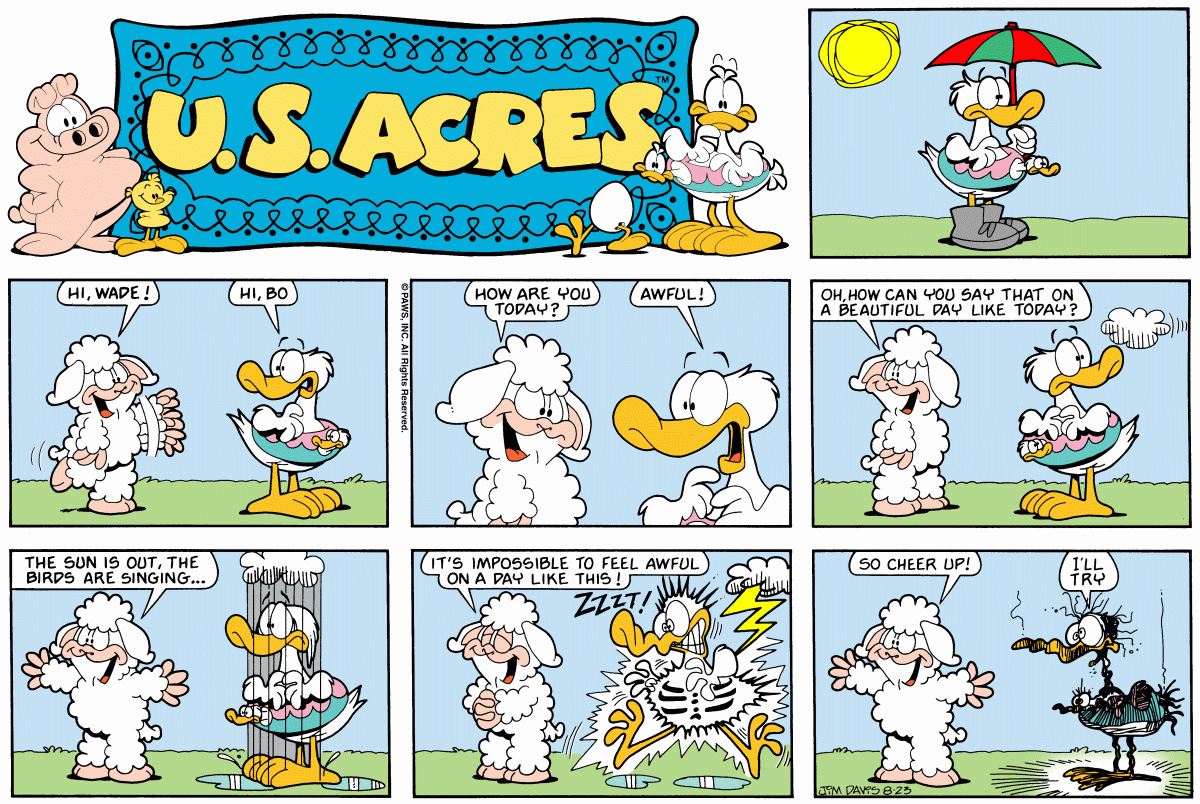 U.S. ACRES
TM
HI, WADE!
HI, BO
© PAWS, INC. All Rights Reserved.
HOW ARE YOU
TODAY?
AWFUL!
OH, HOW CAN YOU SAY THAT ON
A BEAUTIFUL DAY LIKE TODAY?
THE SUN IS OUT, THE
BIRDS ARE SINGING...
IT'S IMPOSSIBLE TO FEEL AWFUL
ON A DAY LIKE THIS!
ZZZT!
SO CHEER UP!
I'LL
TRY
JIM DAVIS 8-23